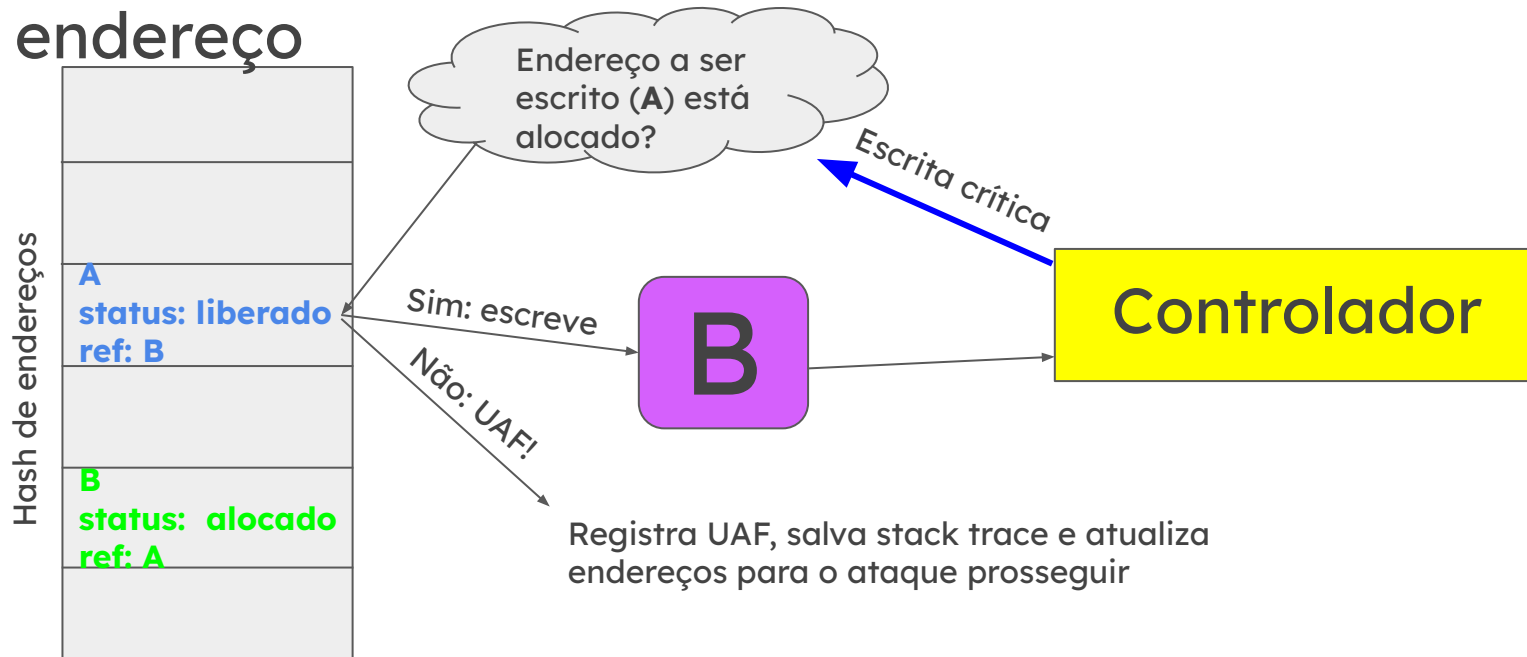 endereço
Endereço a ser
escrito (A) está
alocado?
Escrita crítica
Hash de endereços
A
status: liberado
ref: B
Sim: escreve
B
Controlador
Não: UAF!
B
status: alocado
ref: A
Registra UAF, salva stack trace e atualiza
endereços para o ataque prosseguir